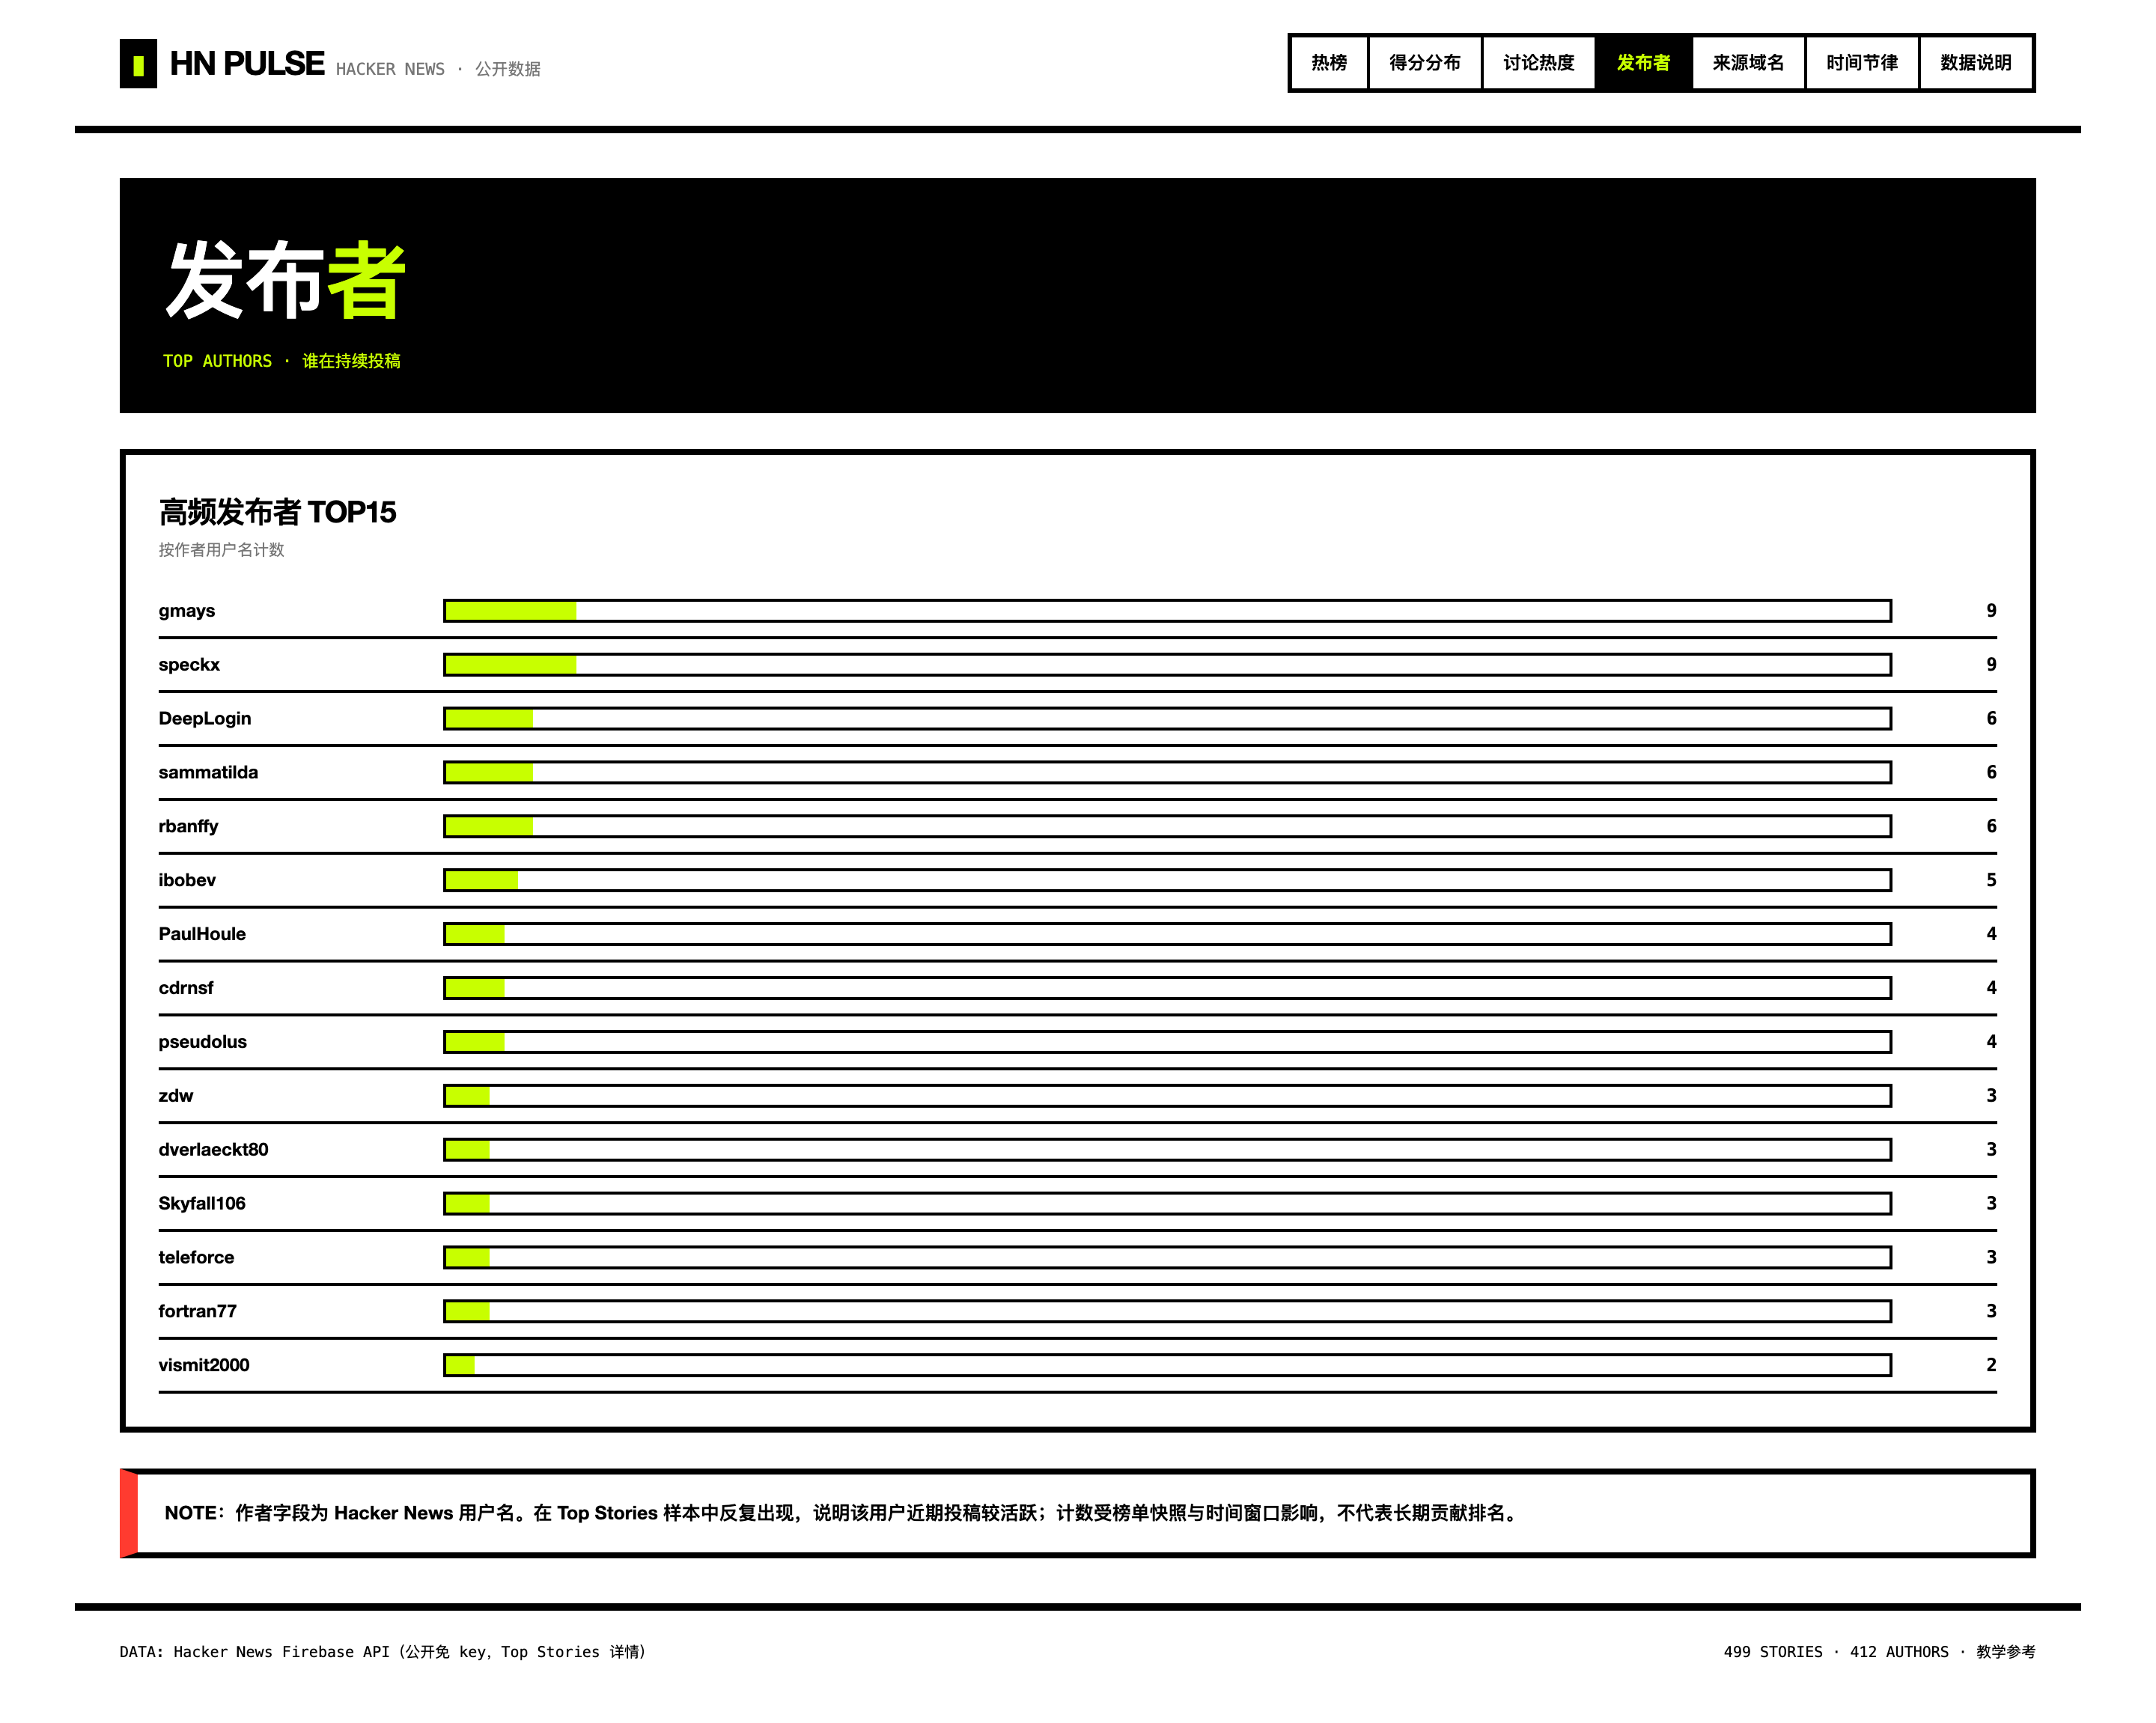 HN PULSE HACKER NEWS · 公开数据
热榜 得分分布 讨论热度 发布者 来源域名 时间节律 数据说明
发布者
TOP AUTHORS · 谁在持续投稿
高频发布者 TOP15
按作者用户名计数
gmays 9
speckx 9
DeepLogin 6
sammatilda 6
rbanffy 6
ibobev 5
PaulHoule 4
cdrnsf 4
pseudolus 4
zdw 3
dverlaeckt80 3
Skyfall106 3
teleforce 3
fortran77 3
vismit2000 2
NOTE：作者字段为 Hacker News 用户名。在 Top Stories 样本中反复出现，说明该用户近期投稿较活跃；计数受榜单快照与时间窗口影响，不代表长期贡献排名。
DATA: Hacker News Firebase API（公开免 key，Top Stories 详情）
499 STORIES · 412 AUTHORS · 教学参考